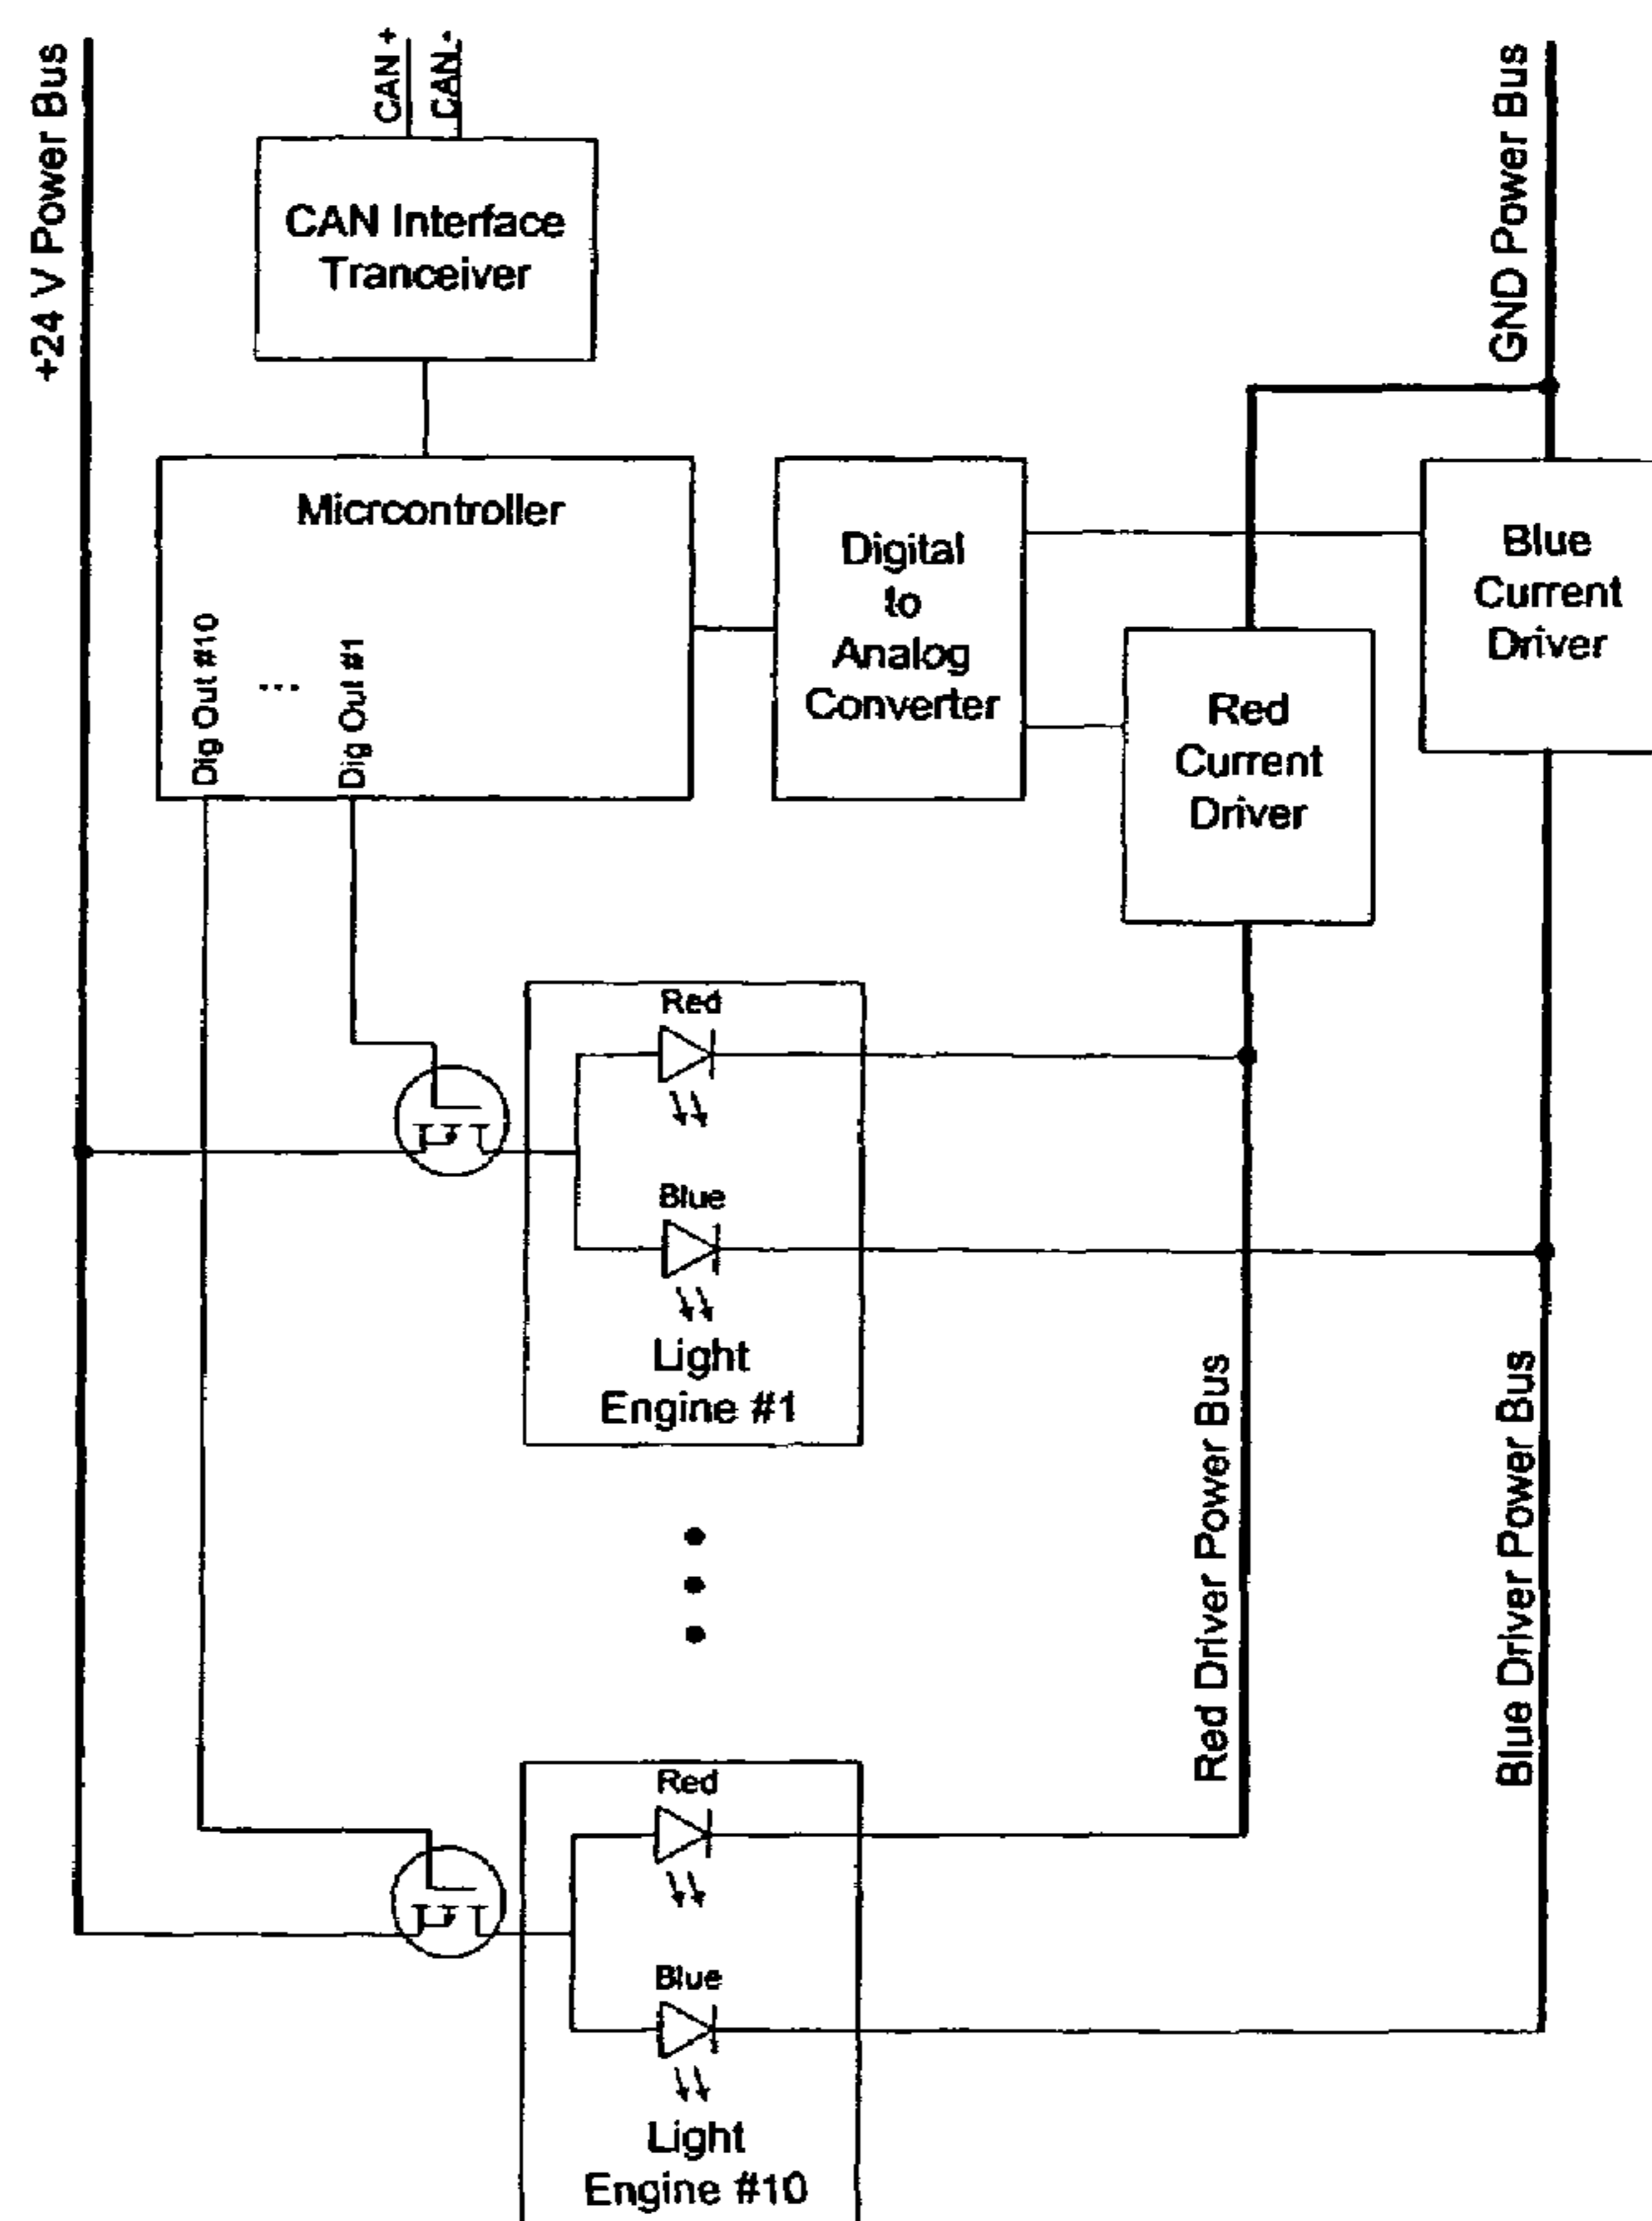 +24 V Power Bus
CAN +
CAN -
CAN Interface
Tranceiver
GND Power Bus
Micrcontroller
Dig Out #10
...
Dig Out #1
Digital
to
Analog
Converter
Blue
Current
Driver
Red
Current
Driver
Red
Blue
Light
Engine #1
Red Driver Power Bus
Blue Driver Power Bus
Red
Blue
Light
Engine #10